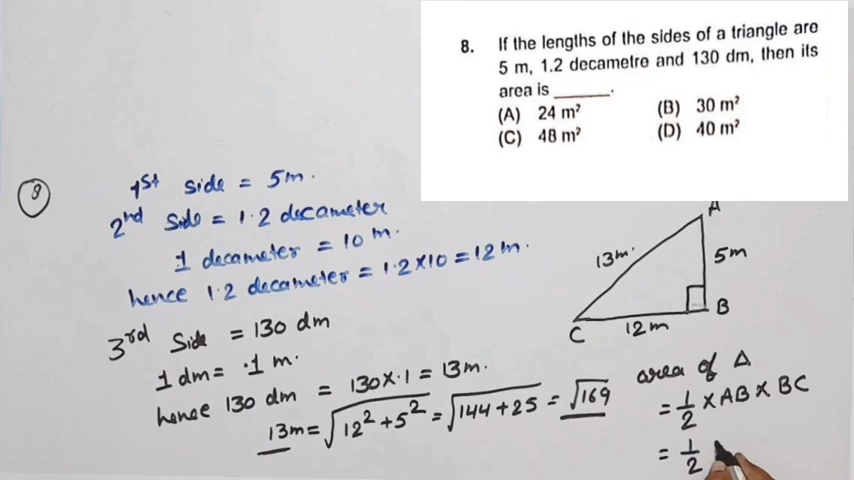 8. If the lengths of the sides of a triangle are
5 m, 1.2 decametre and 130 dm, then its
area is ______.
(A) 24 m² (B) 30 m²
(C) 48 m² (D) 40 m²
8
1st side = 5m.
2nd side = 1.2 decameter
1 decameter = 10 m.
hence 1.2 decameter = 1.2×10 = 12 m.
3rd Side = 130 dm
1 dm = .1 m.
hence 130 dm = 130×.1 = 13m.
13m = √12²+5² = √144+25 = √169
A
13m.
5m
B
C
12m
area of Δ
= 1/2 × AB × BC
= 1/2